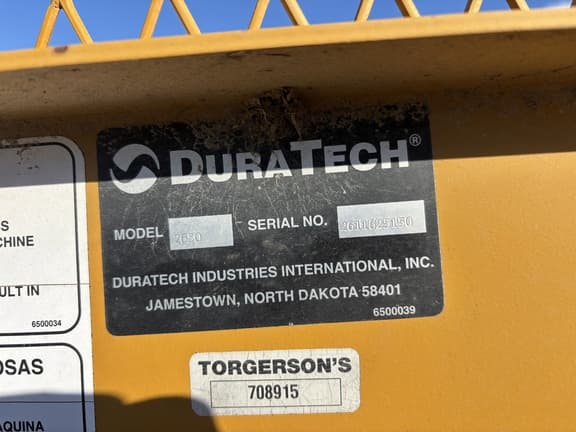 DURATECH®
MODEL 2650 SERIAL NO.
DURATECH INDUSTRIES INTERNATIONAL, INC.
JAMESTOWN, NORTH DAKOTA 58401
6500039
S
CHINE
ULT IN
6500034
OSAS
AQUINA
TORGERSON'S
708915